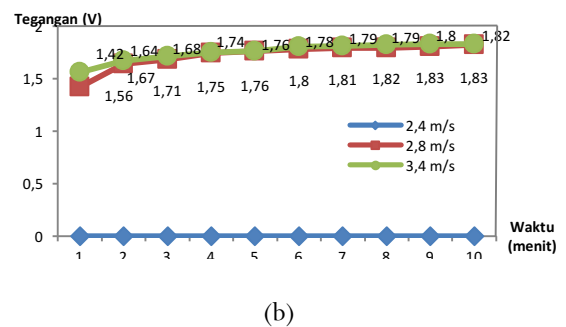 Tegangan (V)
2
1,42 1,64 1,68 1,74 1,76 1,78 1,79 1,79 1,8 1,82
1,56 1,67 1,71 1,75 1,76 1,8 1,81 1,82 1,83 1,83
1,5
1
2,4 m/s
2,8 m/s
3,4 m/s
0,5
0
Waktu
(menit)
1 2 3 4 5 6 7 8 9 10
(b)